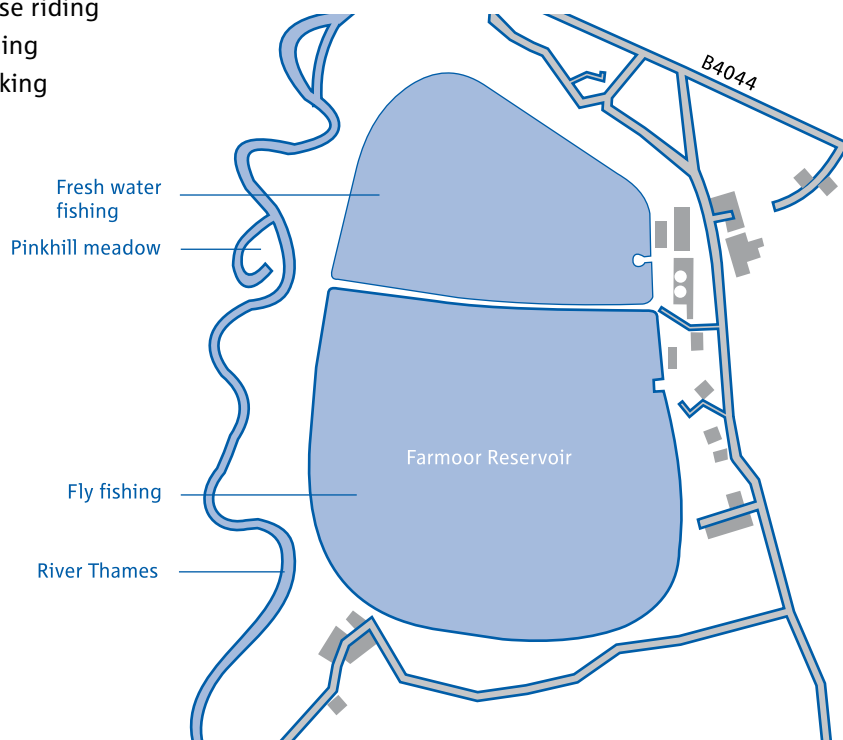 se riding
ing
king
B4044
Fresh water
fishing
Pinkhill meadow
Farmoor Reservoir
Fly fishing
River Thames